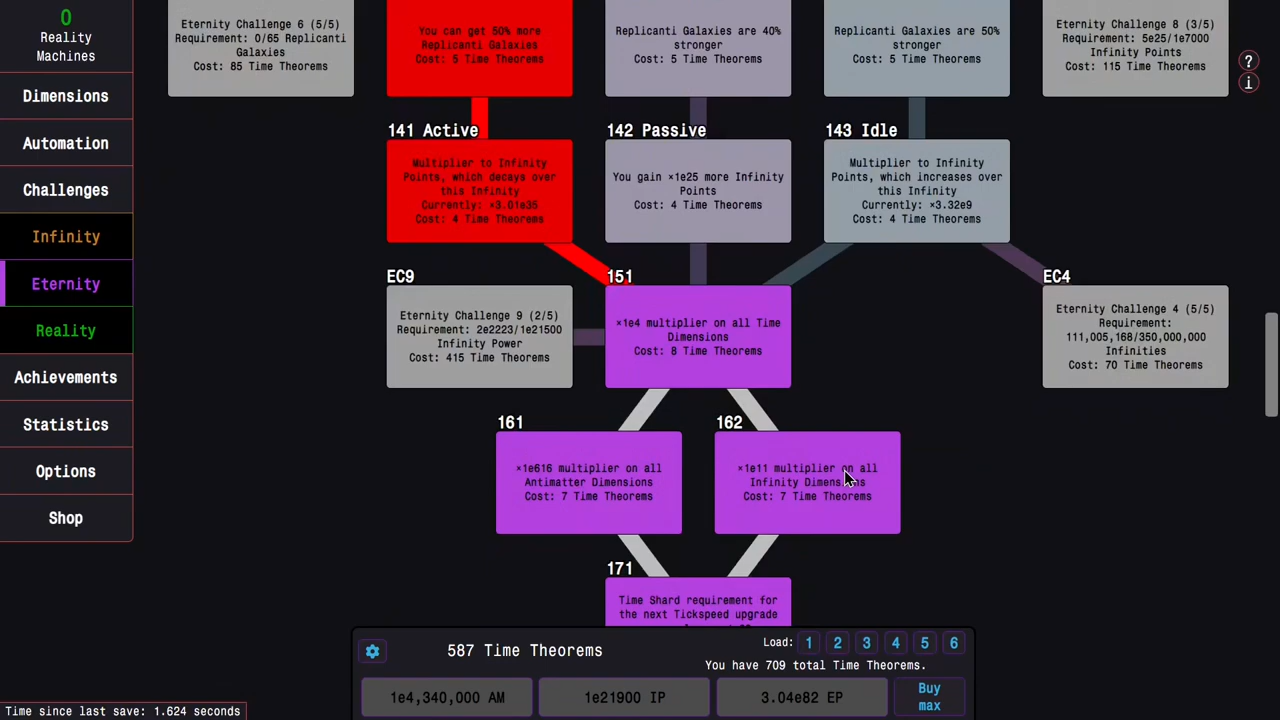 0
Reality
Machines
Dimensions
Automation
Challenges
Infinity
Eternity
Reality
Achievements
Statistics
Options
Shop
Time since last save: 1.624 seconds
Eternity Challenge 6 (5/5)
Requirement: 0/65 Replicanti
Galaxies
Cost: 85 Time Theorems
You can get 50% more
Replicanti Galaxies
Cost: 5 Time Theorems
Replicanti Galaxies are 40%
stronger
Cost: 5 Time Theorems
Replicanti Galaxies are 50%
stronger
Cost: 5 Time Theorems
Eternity Challenge 8 (3/5)
Requirement: 5e25/1e7000
Infinity Points
Cost: 115 Time Theorems
?
i
141 Active
Multiplier to Infinity
Points, which decays over
this Infinity
Currently: ×3.01e35
Cost: 4 Time Theorems
142 Passive
You gain ×1e25 more Infinity
Points
Cost: 4 Time Theorems
143 Idle
Multiplier to Infinity
Points, which increases over
this Infinity
Currently: ×3.32e9
Cost: 4 Time Theorems
EC9
Eternity Challenge 9 (2/5)
Requirement: 2e2223/1e21500
Infinity Power
Cost: 415 Time Theorems
151
×1e4 multiplier on all Time
Dimensions
Cost: 8 Time Theorems
EC4
Eternity Challenge 4 (5/5)
Requirement:
111,005,168/350,000,000
Infinities
Cost: 70 Time Theorems
161
×1e616 multiplier on all
Antimatter Dimensions
Cost: 7 Time Theorems
162
×1e11 multiplier on all
Infinity Dimensions
Cost: 7 Time Theorems
171
Time Shard requirement for
the next Tickspeed upgrade
587 Time Theorems
Load: 1 2 3 4 5 6
You have 709 total Time Theorems.
1e4,340,000 AM
1e21900 IP
3.04e82 EP
Buy
max